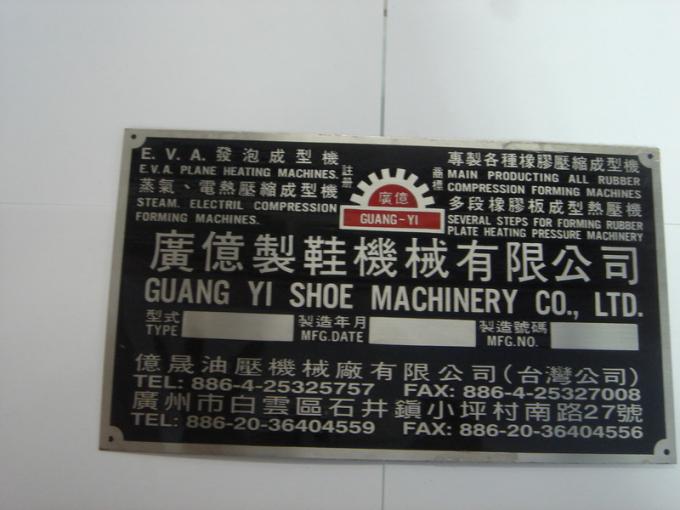 E. V. A. 發泡成型機
E.V.A. PLANE HEATING MACHINES.
蒸氣、電熱壓縮成型機
STEAM. ELECTRIL COMPRESSION
FORMING MACHINES.
註冊
商標
廣億
GUANG-YI
專製各種橡膠壓縮成型機
MAIN PRODUCTING ALL RUBBER
COMPRESSION FORMING MACHINES
多段橡膠板成型熱壓機
SEVERAL STEPS FOR FORMING RUBBER
PLATE HEATING PRESSURE MACHINERY
廣億製鞋機械有限公司
GUANG YI SHOE MACHINERY CO., LTD.
型式 製造年月 製造號碼
TYPE MFG.DATE MFG.NO.
億晟油壓機械廠有限公司(台灣公司)
TEL: 886-4-25325757 FAX: 886-4-25327008
廣州市白雲區石井鎮小坪村南路27號
TEL: 886-20-36404559 FAX: 886-20-36404556